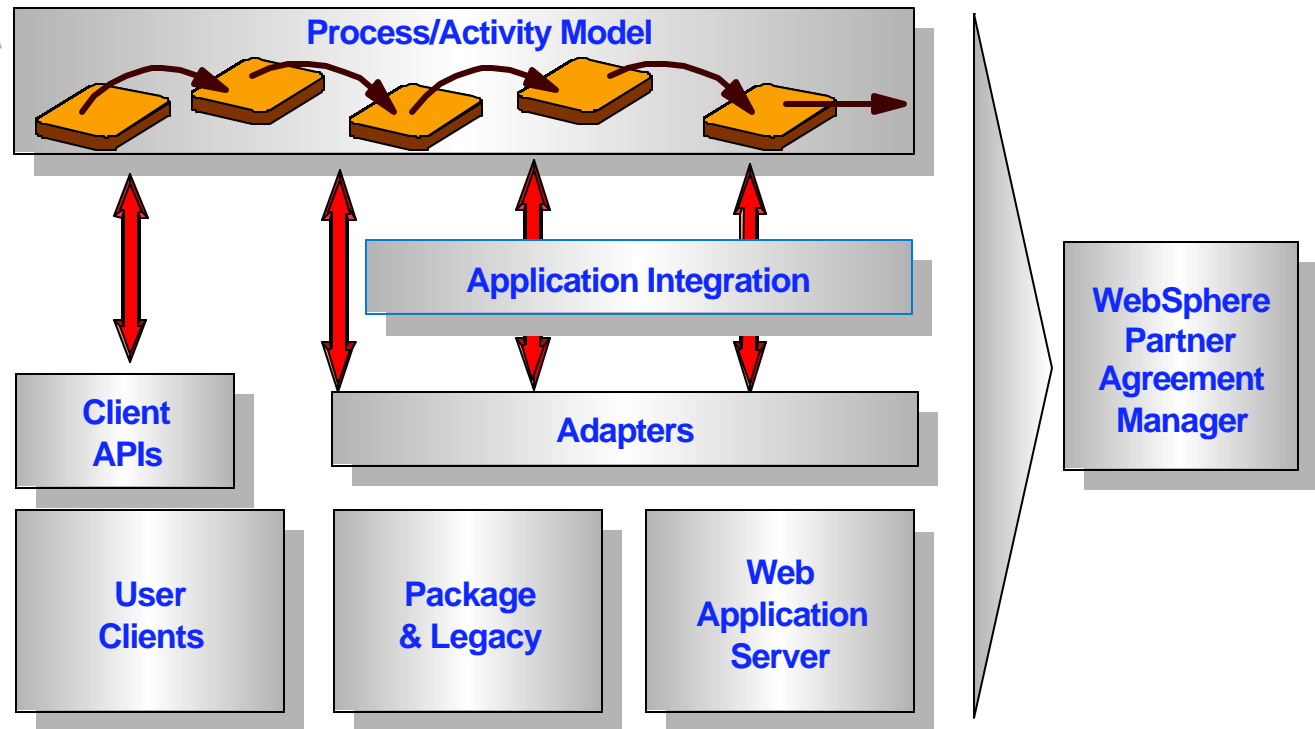 Process/Activity Model
Application Integration
WebSphere
Partner
Agreement
Manager
Client
APIs
Adapters
User
Clients
Package
& Legacy
Web
Application
Server